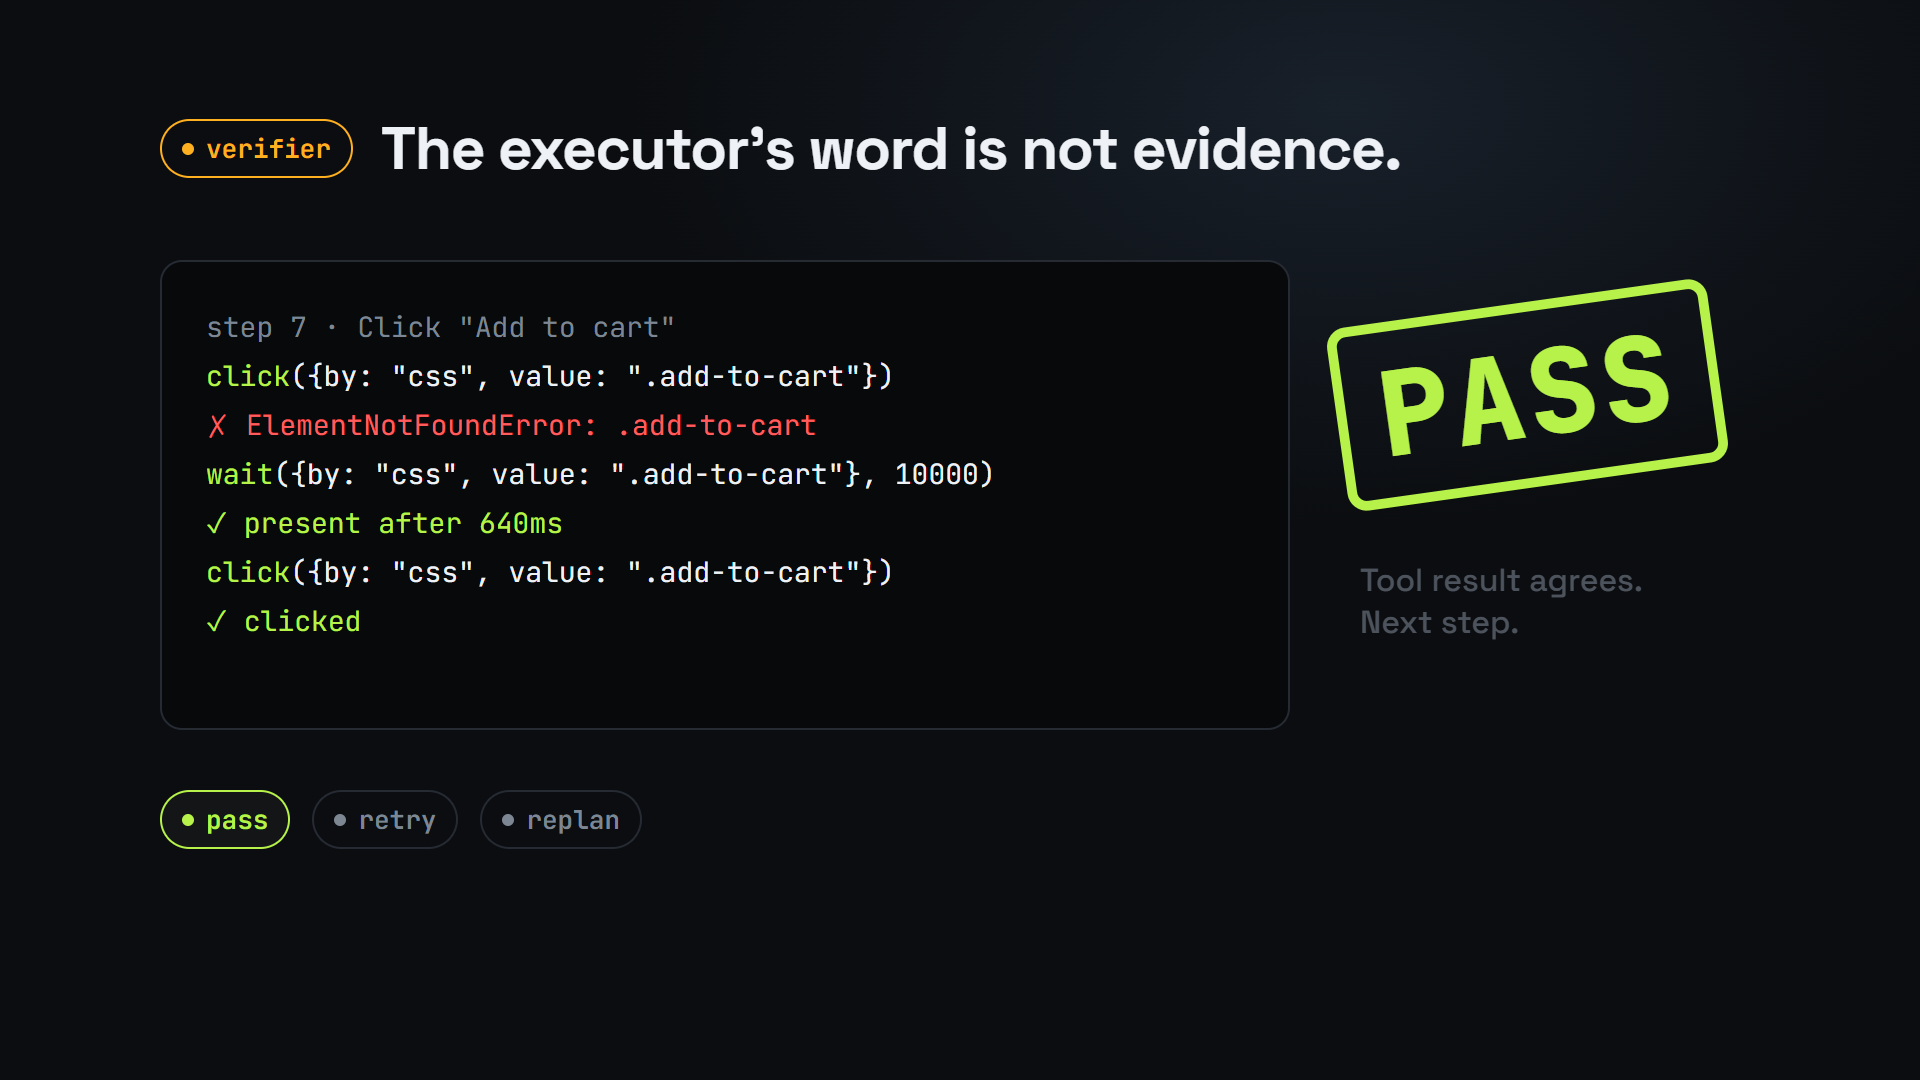 verifier
The executor’s word is not evidence.
step 7 · Click "Add to cart"
click({by: "css", value: ".add-to-cart"})
✗ ElementNotFoundError: .add-to-cart
wait({by: "css", value: ".add-to-cart"}, 10000)
✓ present after 640ms
click({by: "css", value: ".add-to-cart"})
✓ clicked
PASS
Tool result agrees.
Next step.
pass
retry
replan